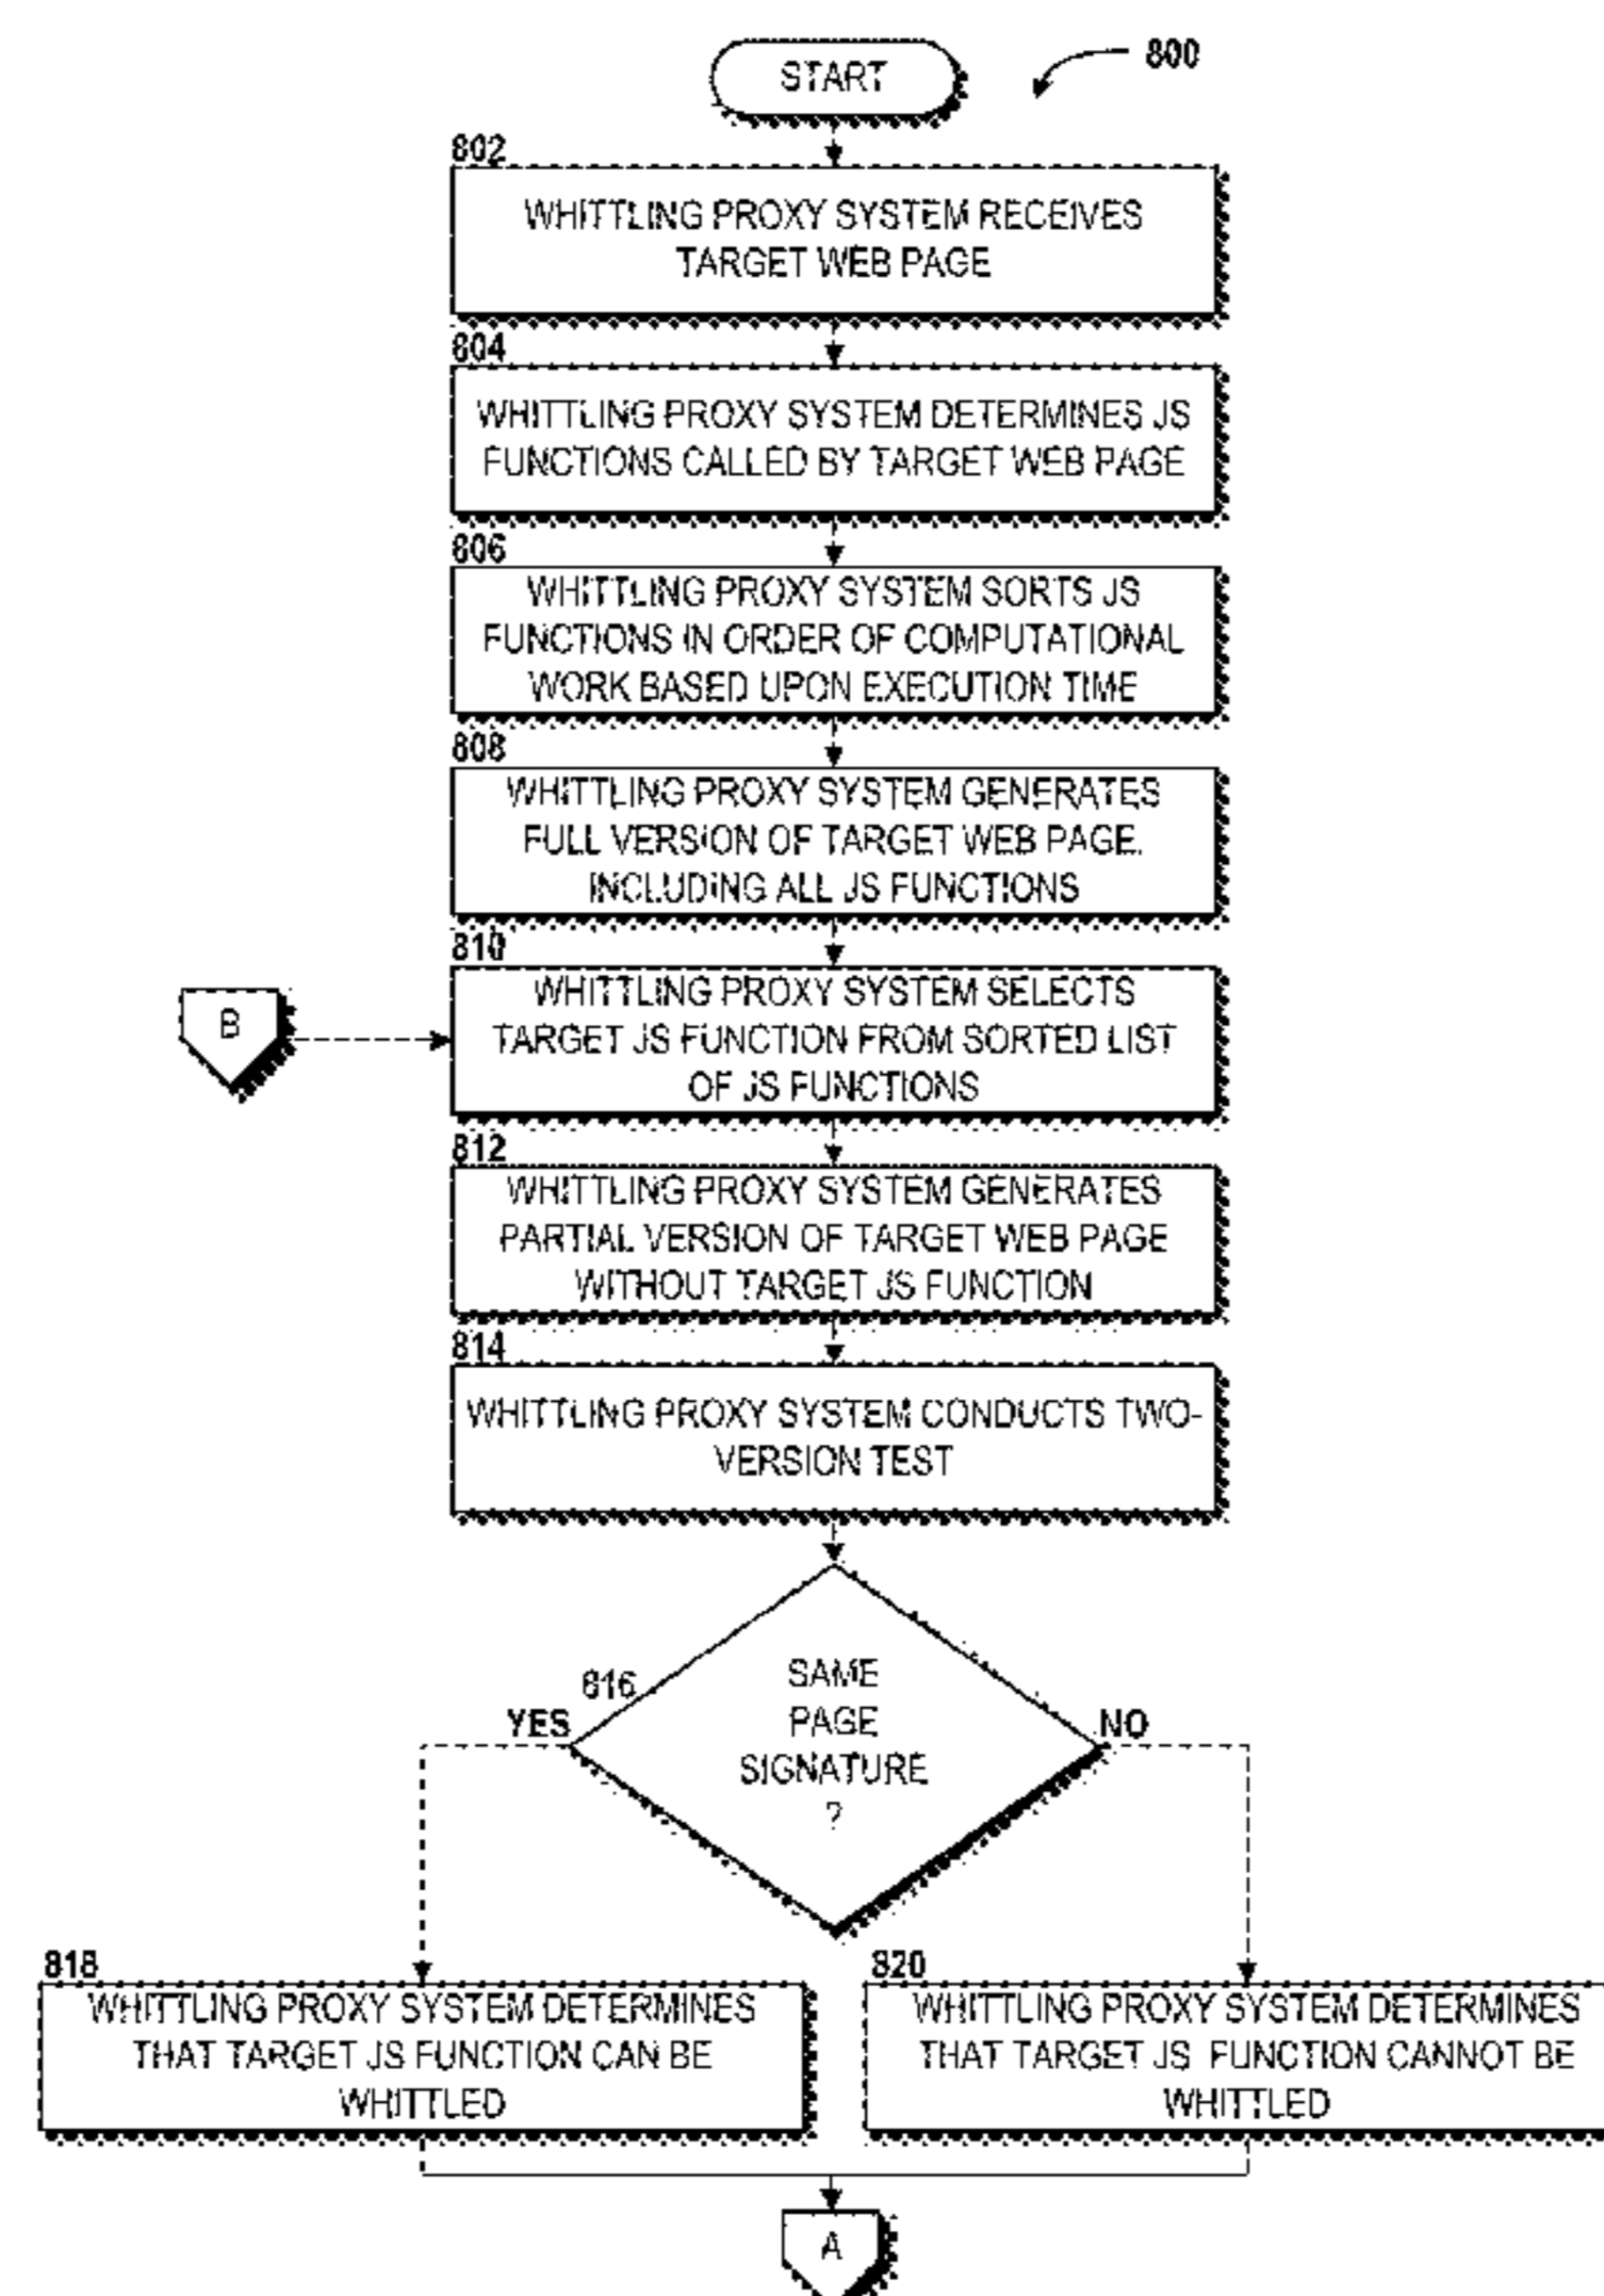 START
800
802
WHITTLING PROXY SYSTEM RECEIVES
TARGET WEB PAGE
804
WHITTLING PROXY SYSTEM DETERMINES JS
FUNCTIONS CALLED BY TARGET WEB PAGE
806
WHITTLING PROXY SYSTEM SORTS JS
FUNCTIONS IN ORDER OF COMPUTATIONAL
WORK BASED UPON EXECUTION TIME
808
WHITTLING PROXY SYSTEM GENERATES
FULL VERSION OF TARGET WEB PAGE,
INCLUDING ALL JS FUNCTIONS
810
B
WHITTLING PROXY SYSTEM SELECTS
TARGET JS FUNCTION FROM SORTED LIST
OF JS FUNCTIONS
812
WHITTLING PROXY SYSTEM GENERATES
PARTIAL VERSION OF TARGET WEB PAGE
WITHOUT TARGET JS FUNCTION
814
WHITTLING PROXY SYSTEM CONDUCTS TWO-
VERSION TEST
816
SAME
PAGE
SIGNATURE
?
YES
NO
818
WHITTLING PROXY SYSTEM DETERMINES
THAT TARGET JS FUNCTION CAN BE
WHITTLED
820
WHITTLING PROXY SYSTEM DETERMINES
THAT TARGET JS FUNCTION CANNOT BE
WHITTLED
A